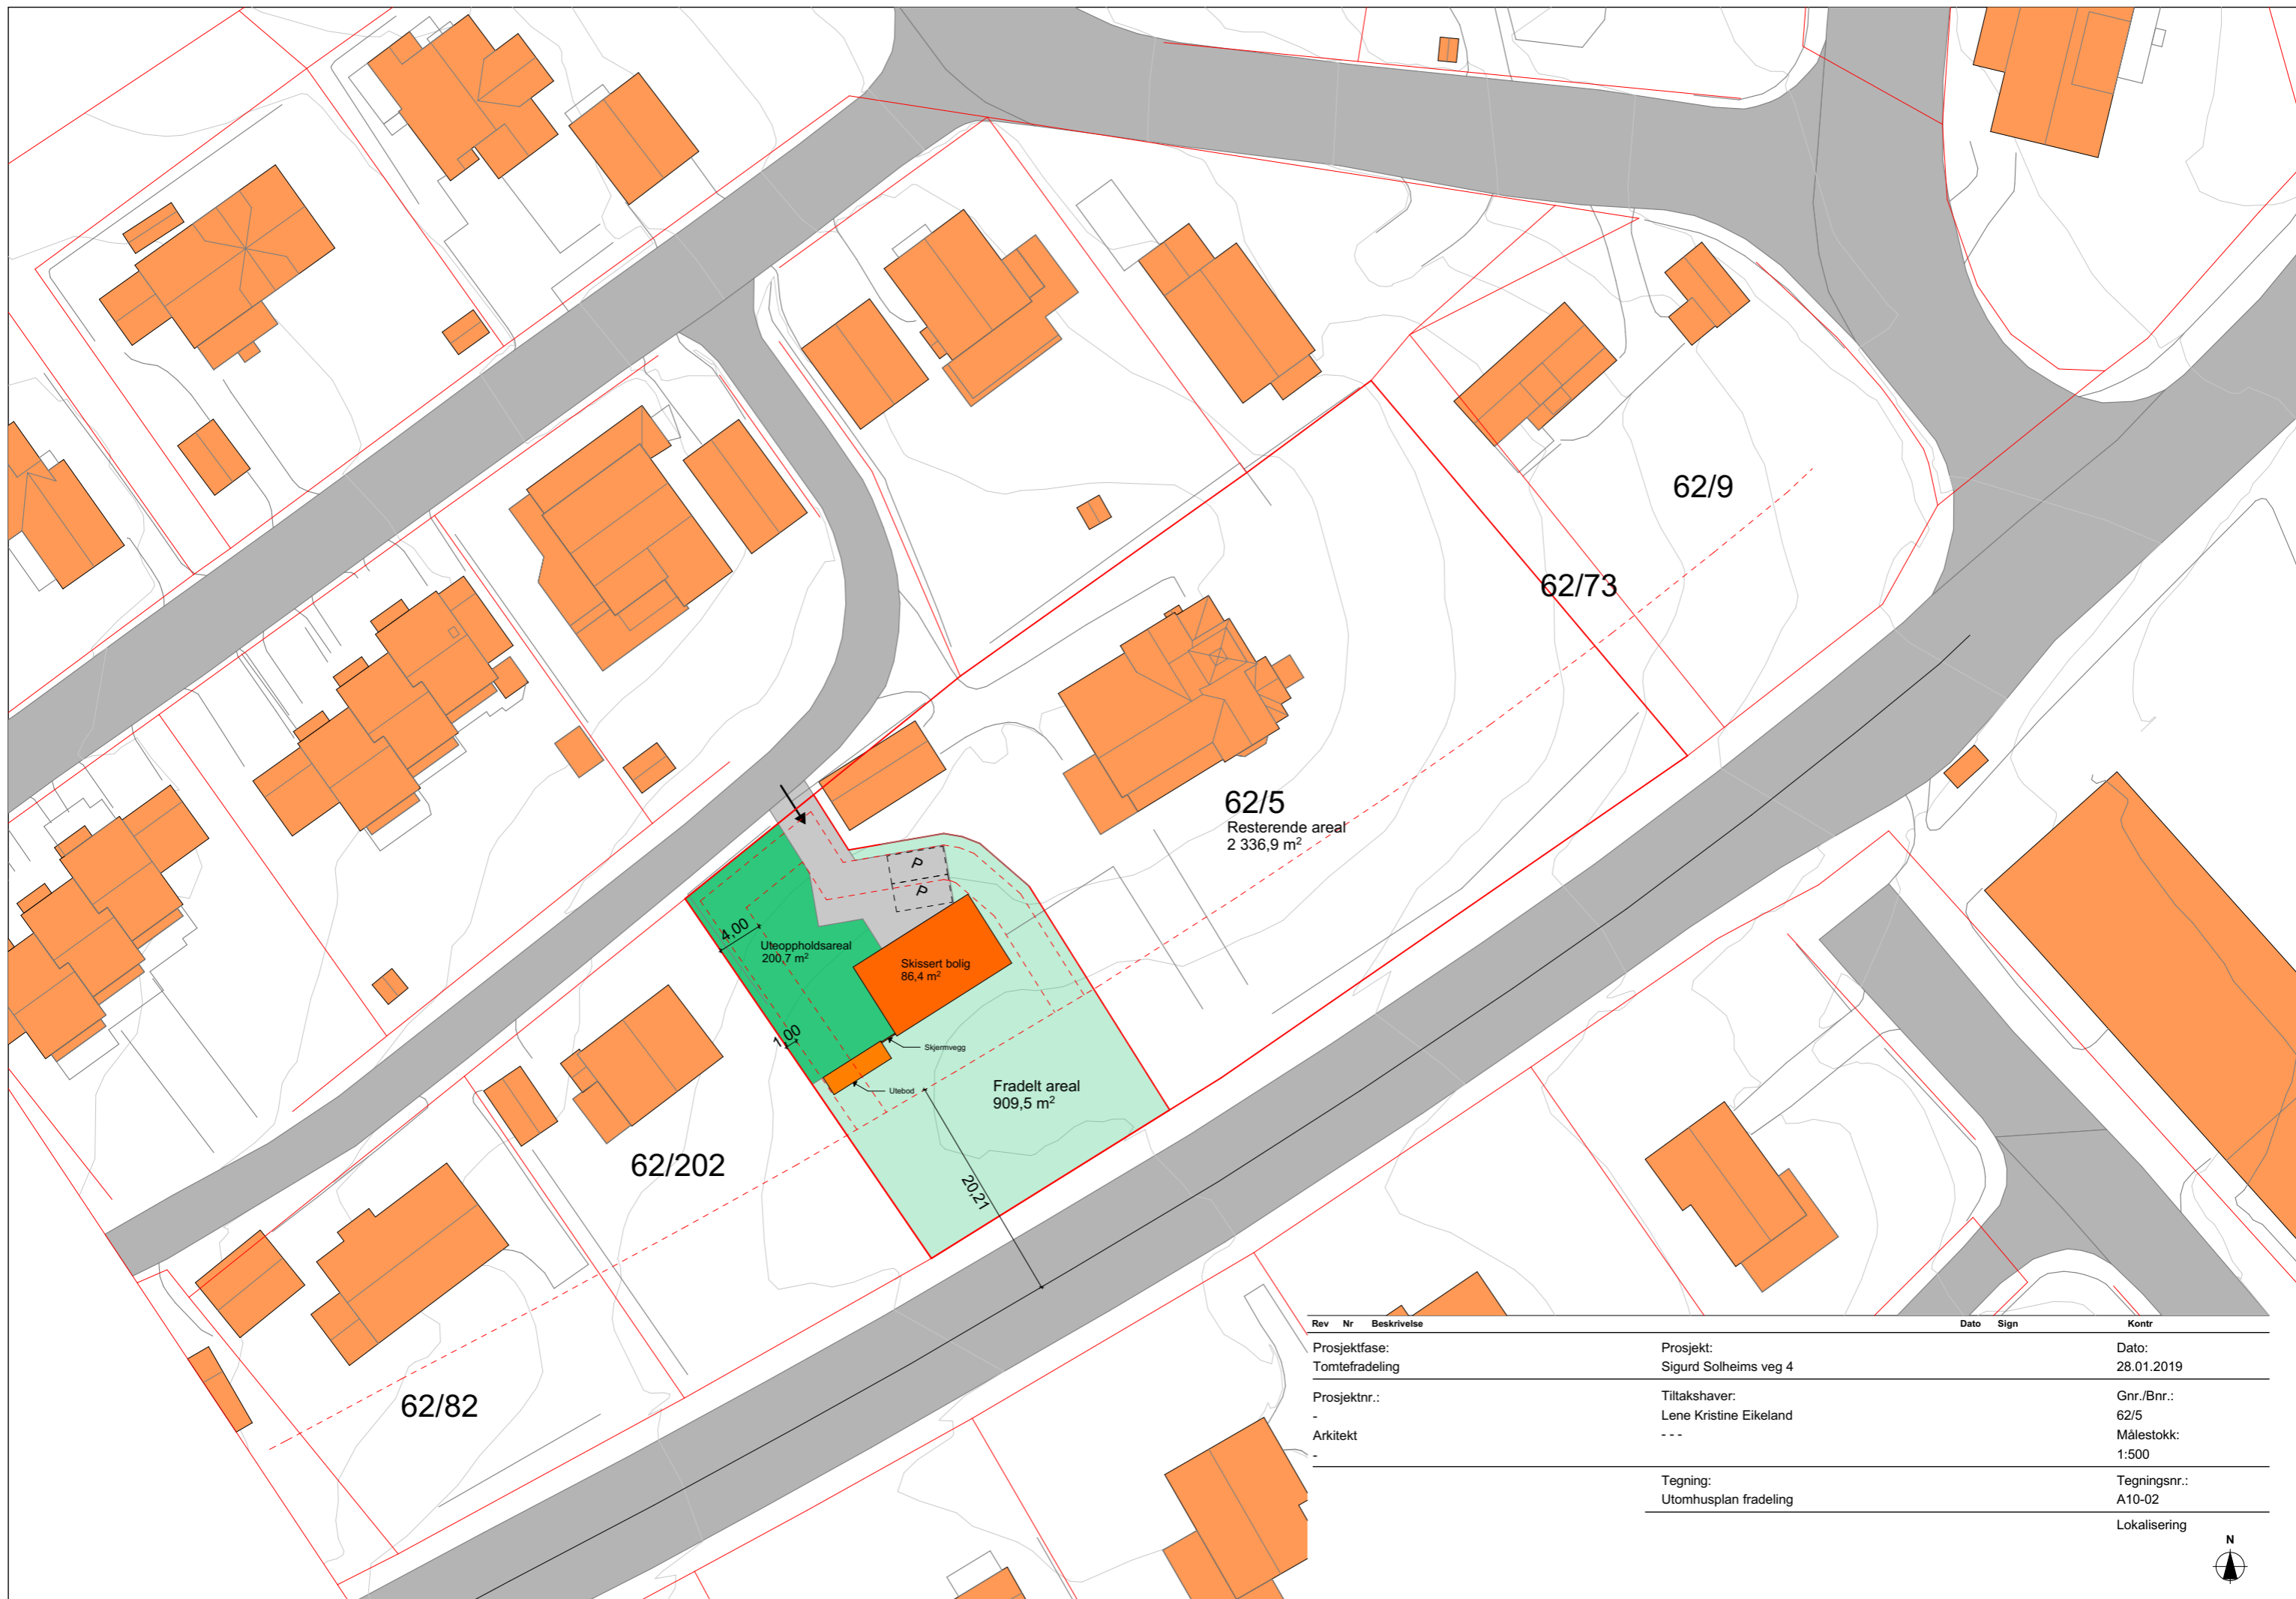 62/9
62/73
62/5
Resterende areal
2 336,9 m²
P
P
4,00
Uteoppholdsareal
200,7 m²
Skissert bolig
86,4 m²
1,00
Skjermvegg
Utebod
Fradelt areal
909,5 m²
62/202
20,21
62/82
Rev Nr Beskrivelse Dato Sign Kontr
Prosjektfase: Prosjekt: Dato:
Tomtefradeling Sigurd Solheims veg 4 28.01.2019
Prosjektnr.: Tiltakshaver: Gnr./Bnr.:
- Lene Kristine Eikeland 62/5
Arkitekt - - - Målestokk:
- 1:500
Tegning: Tegningsnr.:
Utomhusplan fradeling A10-02
Lokalisering
N